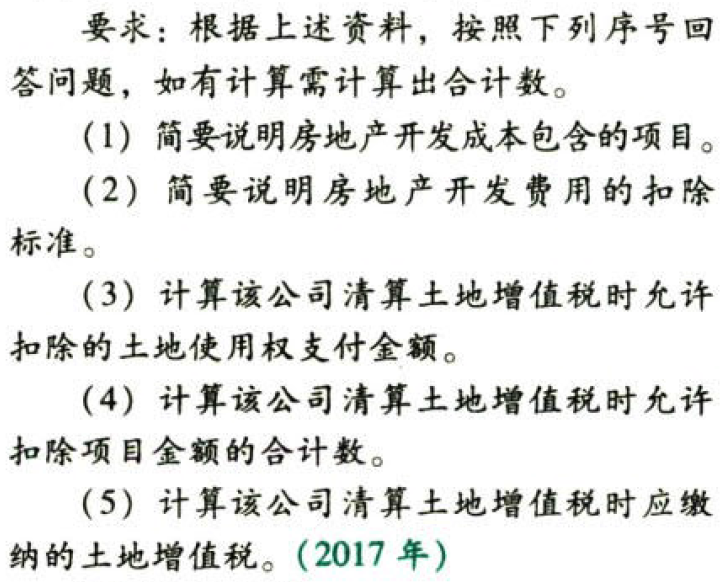 要求：根据上述资料，按照下列序号回
答问题，如有计算需计算出合计数。
（1）简要说明房地产开发成本包含的项目。
（2）简要说明房地产开发费用的扣除
标准。
（3）计算该公司清算土地增值税时允许
扣除的土地使用权支付金额。
（4）计算该公司清算土地增值税时允许
扣除项目金额的合计数。
（5）计算该公司清算土地增值税时应缴
纳的土地增值税。（2017 年）